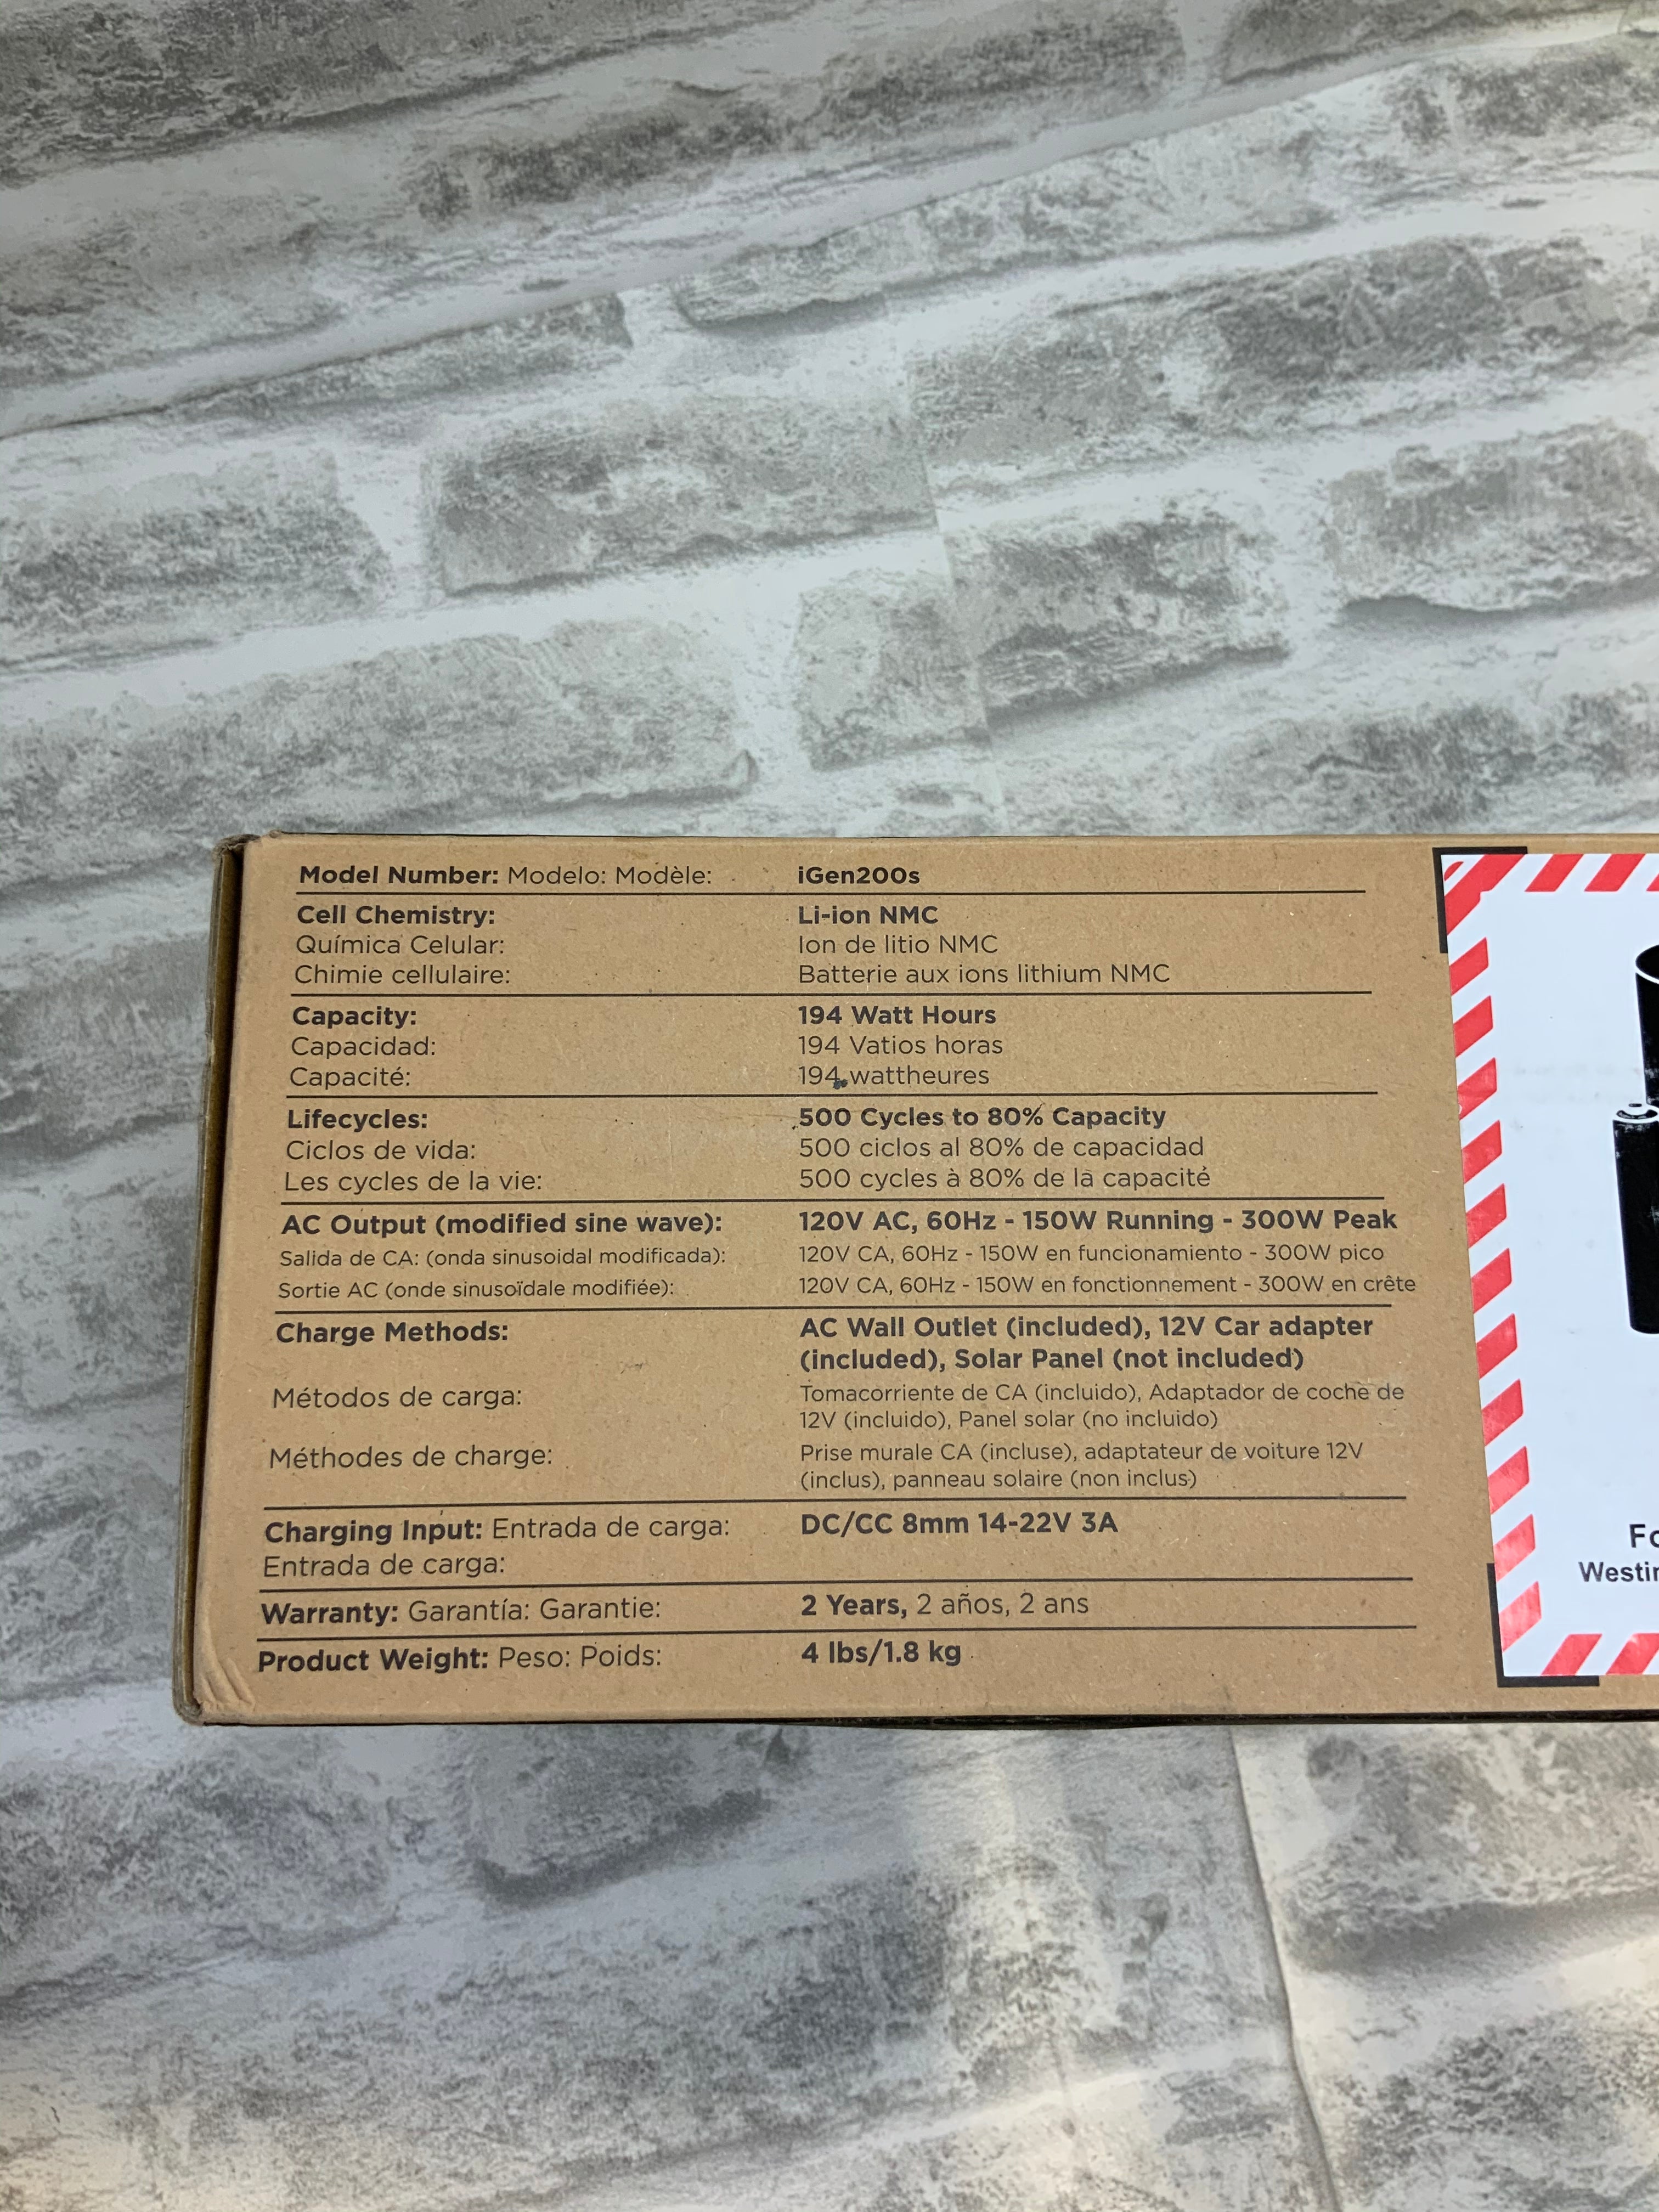 Model Number: Modelo: Modèle: iGen200s
Cell Chemistry: Li-ion NMC
Química Celular: Ion de litio NMC
Chimie cellulaire: Batterie aux ions lithium NMC
Capacity: 194 Watt Hours
Capacidad: 194 Vatios horas
Capacité: 194 wattheures
Lifecycles: 500 Cycles to 80% Capacity
Ciclos de vida: 500 ciclos al 80% de capacidad
Les cycles de la vie: 500 cycles à 80% de la capacité
AC Output (modified sine wave): 120V AC, 60Hz - 150W Running - 300W Peak
Salida de CA: (onda sinusoidal modificada): 120V CA, 60Hz - 150W en funcionamiento - 300W pico
Sortie AC (onde sinusoïdale modifiée): 120V CA, 60Hz - 150W en fonctionnement - 300W en crête
Charge Methods: AC Wall Outlet (included), 12V Car adapter
(included), Solar Panel (not included)
Métodos de carga: Tomacorriente de CA (incluido), Adaptador de coche de
12V (incluido), Panel solar (no incluido)
Méthodes de charge: Prise murale CA (incluse), adaptateur de voiture 12V
(inclus), panneau solaire (non inclus)
Charging Input: Entrada de carga: DC/CC 8mm 14-22V 3A
Entrada de carga:
Warranty: Garantía: Garantie: 2 Years, 2 años, 2 ans
Product Weight: Peso: Poids: 4 lbs/1.8 kg